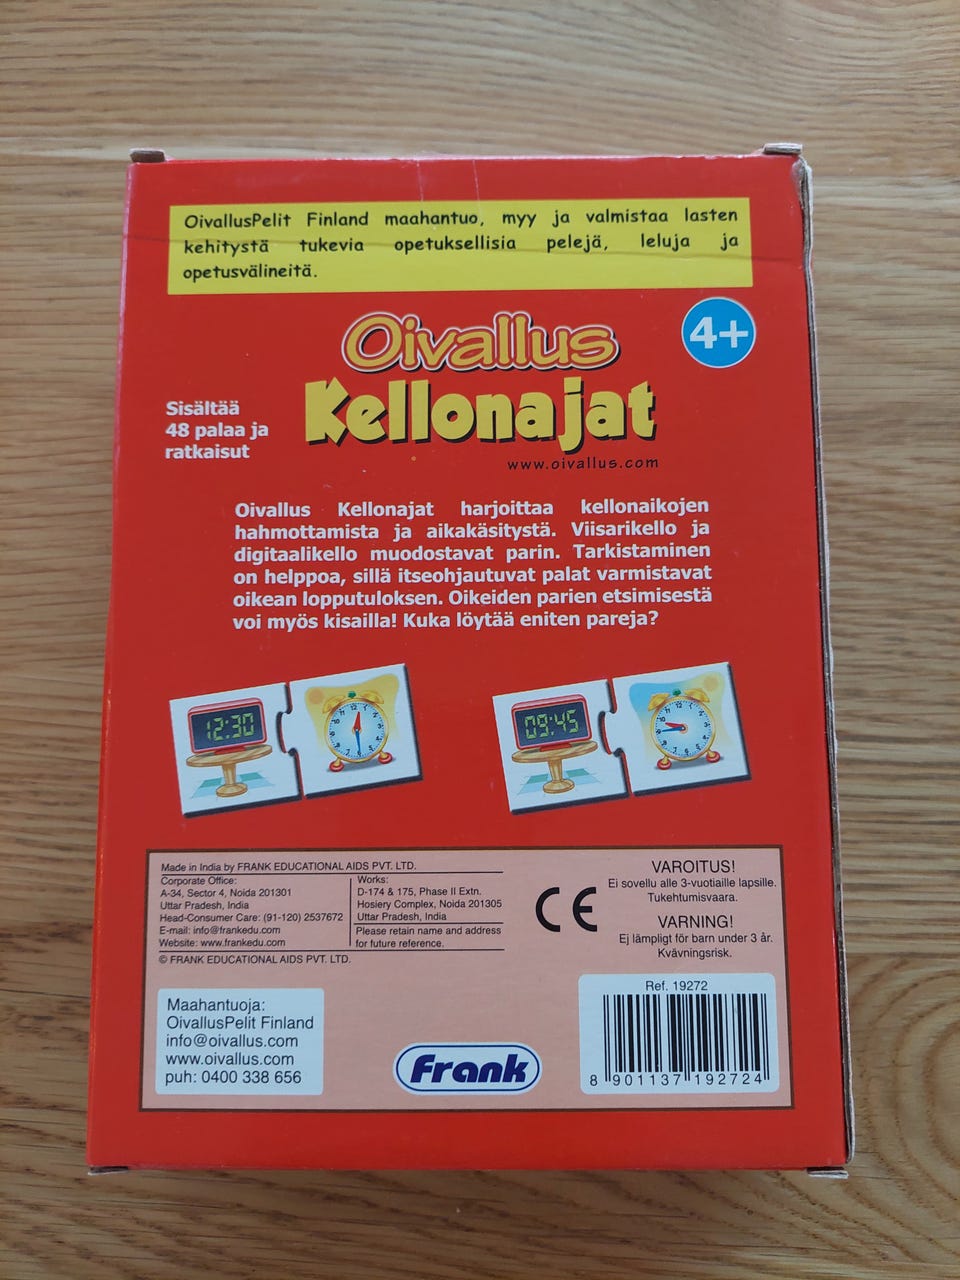 OivallusPelit Finland maahantuo, myy ja valmistaa lasten
kehitystä tukevia opetuksellisia pelejä, leluja ja
opetusvälineitä.
4+
Oivallus
Kellonajat
www.oivallus.com
Sisältää
48 palaa ja
ratkaisut
Oivallus Kellonajat harjoittaa kellonaikojen
hahmottamista ja aikakäsitystä. Viisarikello ja
digitaalikello muodostavat parin. Tarkistaminen
on helppoa, sillä itseohjautuvat palat varmistavat
oikean lopputuloksen. Oikeiden parien etsimisestä
voi myös kisailla! Kuka löytää eniten pareja?
12:30
09:45
Made in India by FRANK EDUCATIONAL AIDS PVT. LTD.
Corporate Office:
A-34, Sector 4, Noida 201301
Uttar Pradesh, India
Head-Consumer Care: (91-120) 2537672
E-mail: info@frankedu.com
Website: www.frankedu.com
Works:
D-174 & 175, Phase II Extn.
Hosiery Complex, Noida 201305
Uttar Pradesh, India
Please retain name and address
for future reference.
© FRANK EDUCATIONAL AIDS PVT. LTD.
CE
VAROITUS!
Ei sovellu alle 3-vuotiaille lapsille.
Tukehtumisvaara.
VARNING!
Ej lämpligt för barn under 3 år.
Kvävningsrisk.
Maahantuoja:
OivallusPelit Finland
info@oivallus.com
www.oivallus.com
puh: 0400 338 656
Frank
Ref. 19272
8 901137 192724